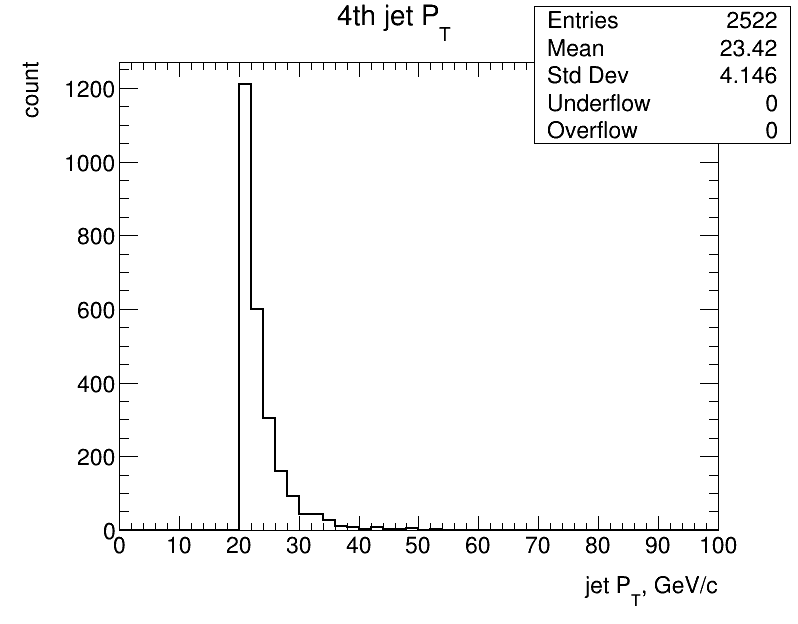 4th jet P_T
Entries 2522
Mean 23.42
Std Dev 4.146
Underflow 0
Overflow 0
count
1200
1000
800
600
400
200
0
0 10 20 30 40 50 60 70 80 90 100
jet P_T, GeV/c